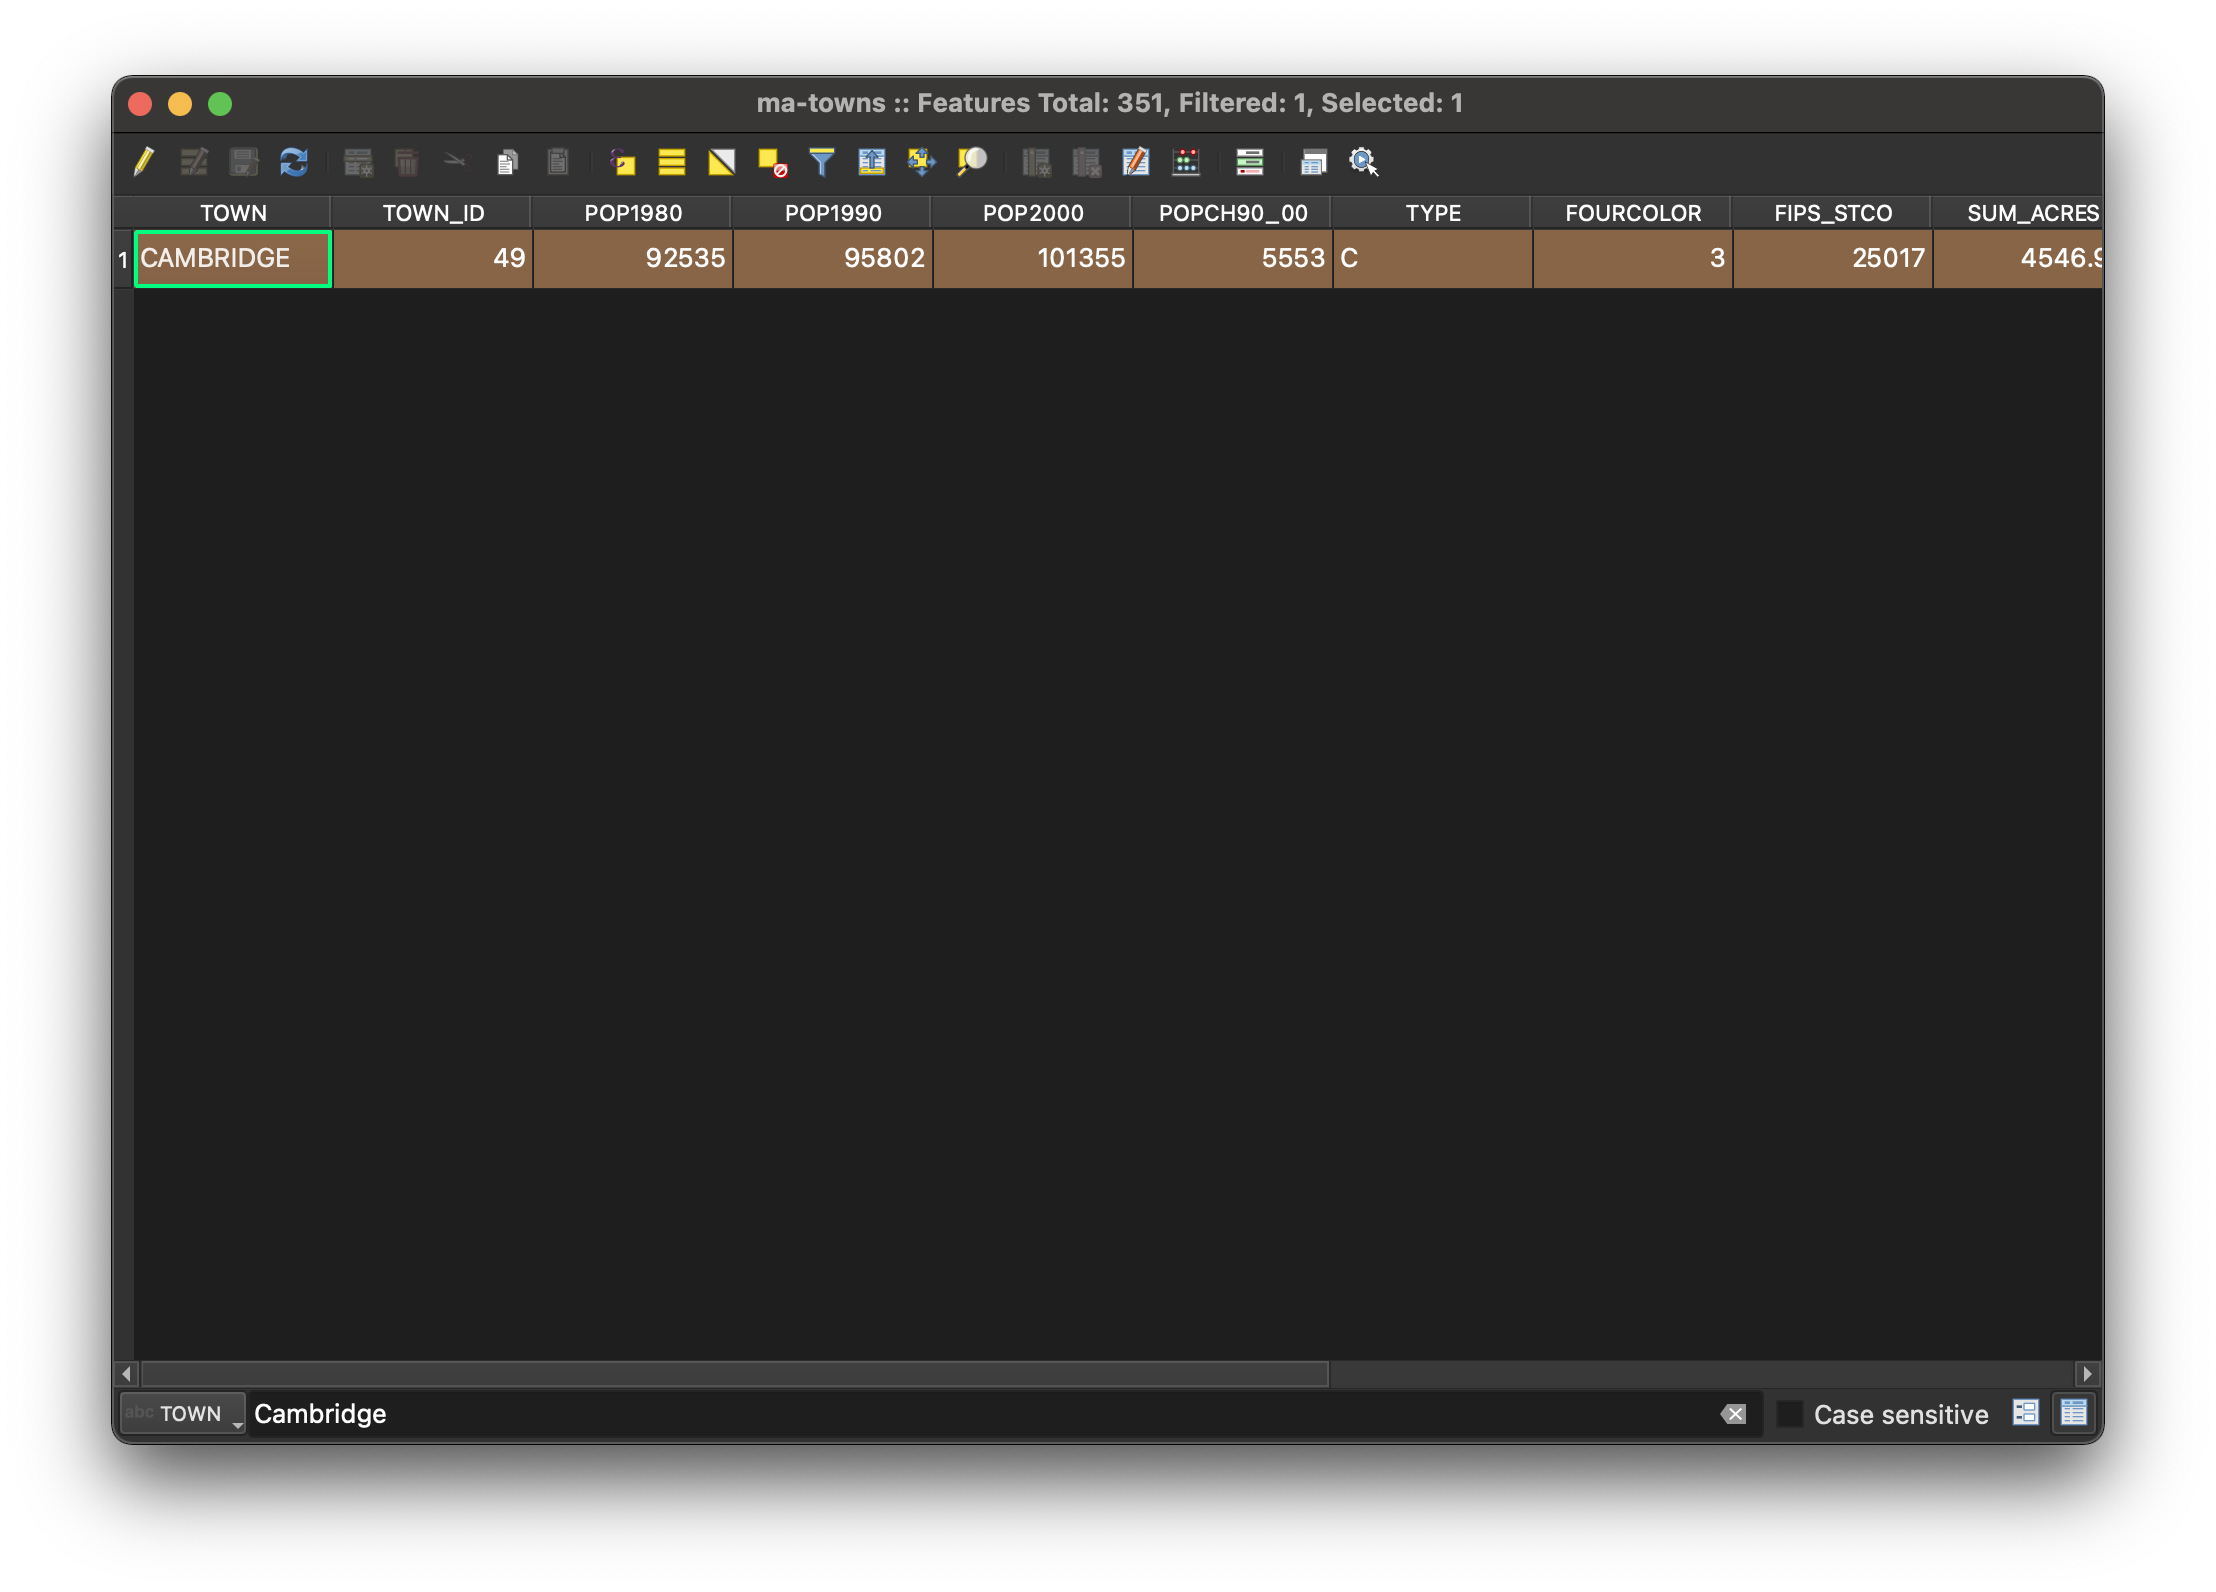 ma-towns :: Features Total: 351, Filtered: 1, Selected: 1
TOWN TOWN_ID POP1980 POP1990 POP2000 POPCH90_00 TYPE FOURCOLOR FIPS_STCO SUM_ACRES
1 CAMBRIDGE 49 92535 95802 101355 5553 C 3 25017 4546.9
abc TOWN Cambridge Case sensitive